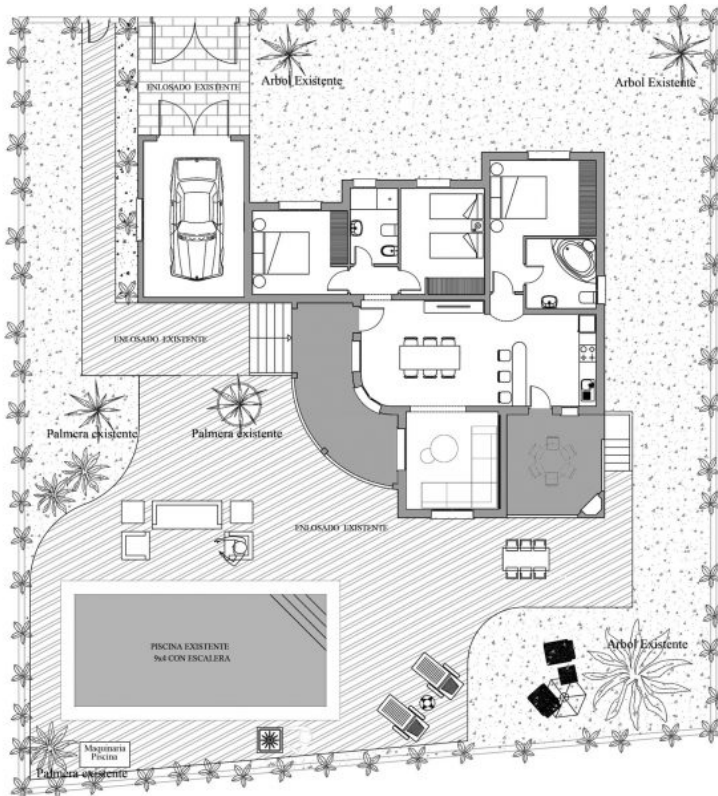 Arbol Existente
Arbol Existente
ENLOSADO EXISTENTE
ENLOSADO EXISTENTE
Palmera existente
Palmera existente
ENLOSADO EXISTENTE
PISCINA EXISTENTE
9x4 CON ESCALERA
Arbol Existente
Maquinaria
Piscina
Palmera existente